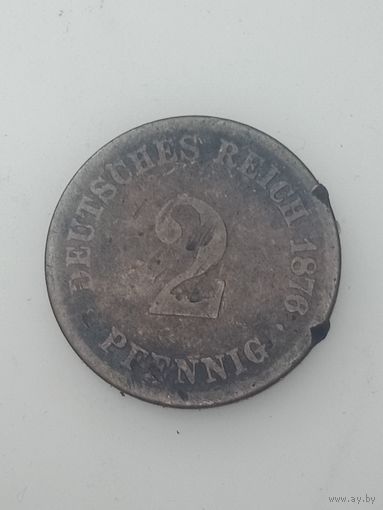 DEUTSCHES REICH 1876
2
PFENNIG
www.ay.by